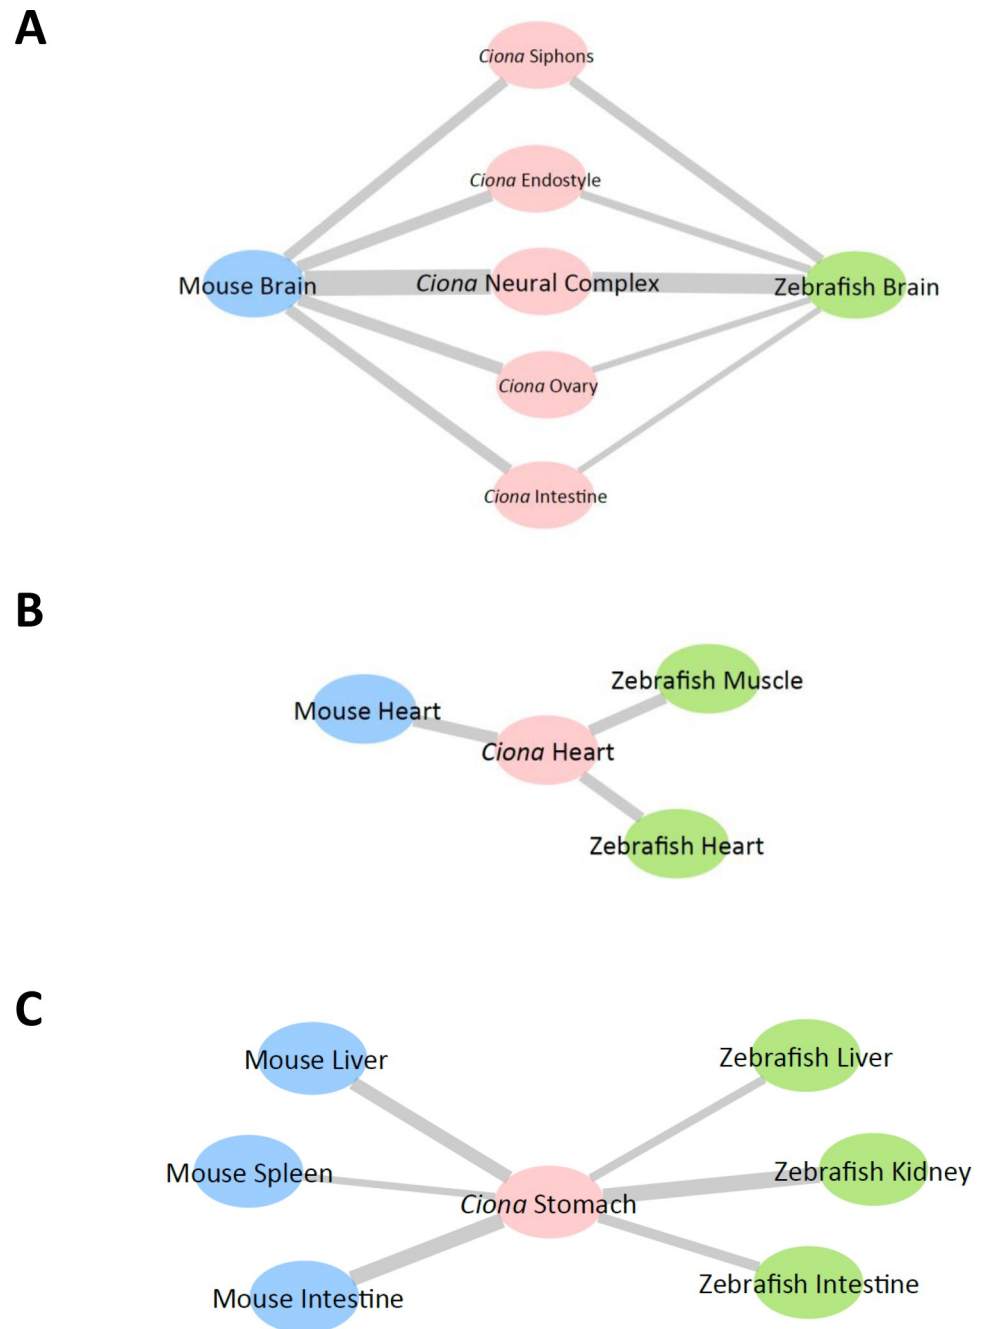 A
Ciona Siphons
Ciona Endostyle
Mouse Brain
Ciona Neural Complex
Zebrafish Brain
Ciona Ovary
Ciona Intestine
B
Zebrafish Muscle
Mouse Heart
Ciona Heart
Zebrafish Heart
C
Mouse Liver
Zebrafish Liver
Mouse Spleen
Zebrafish Kidney
Ciona Stomach
Mouse Intestine
Zebrafish Intestine